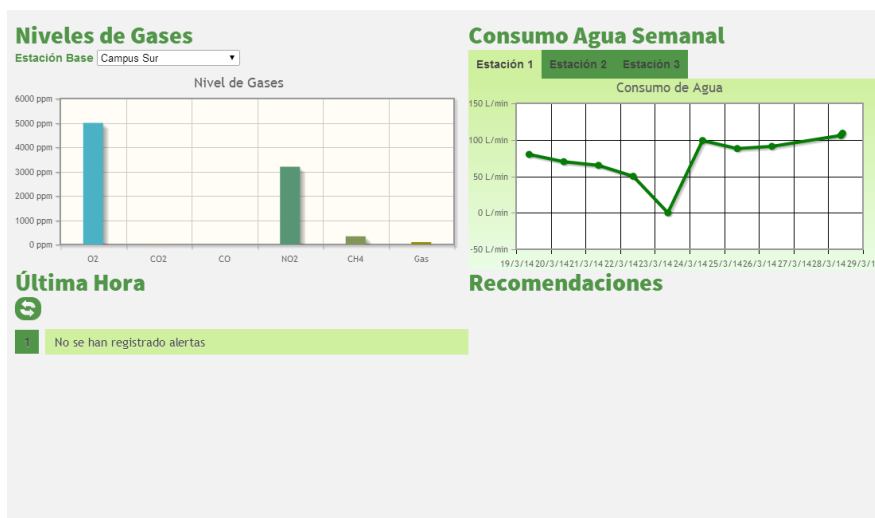 Niveles de Gases
Estación Base Campus Sur
Nivel de Gases
6000 ppm
5000 ppm
4000 ppm
3000 ppm
2000 ppm
1000 ppm
0 ppm
O2 CO2 CO NO2 CH4 Gas
Consumo Agua Semanal
Estación 1 Estación 2 Estación 3
Consumo de Agua
150 L/min
100 L/min
50 L/min
0 L/min
-50 L/min
19/3/14 20/3/14 21/3/14 22/3/14 23/3/14 24/3/14 25/3/14 26/3/14 27/3/14 28/3/14 29/3/1
Última Hora
1 No se han registrado alertas
Recomendaciones